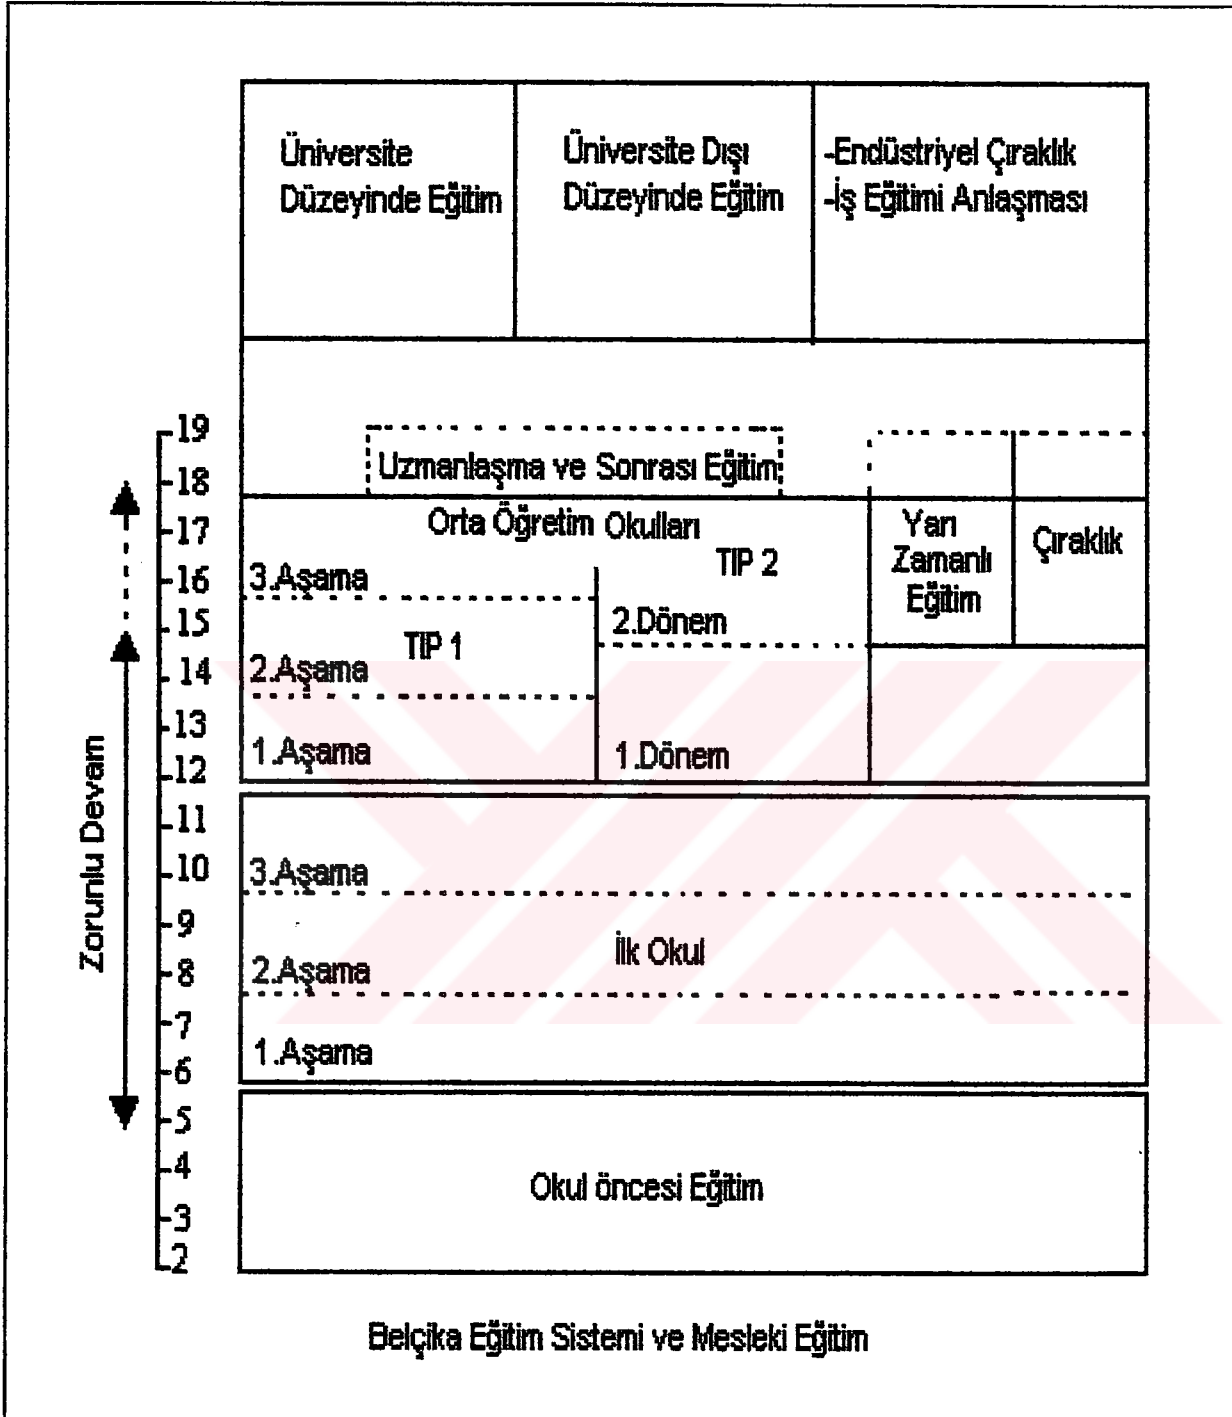 Üniversite
Düzeyinde Eğitim
Üniversite Dışı
Düzeyinde Eğitim
-Endüstriyel Çıraklık
-İş Eğitimi Anlaşması
-19
-18
-17
-16
-15
-14
-13
-12
-11
-10
-9
-8
-7
-6
-5
-4
-3
-2
Zorunlu Devam
Uzmanlaşma ve Sonrası Eğitim
Orta Öğretim Okulları
TIP 2
3.Aşama
2.Dönem
TIP 1
2.Aşama
1.Aşama
1.Dönem
Yarı
Zamanlı
Eğitim
Çıraklık
3.Aşama
İlk Okul
2.Aşama
1.Aşama
Okul öncesi Eğitim
Belçika Eğitim Sistemi ve Mesleki Eğitim